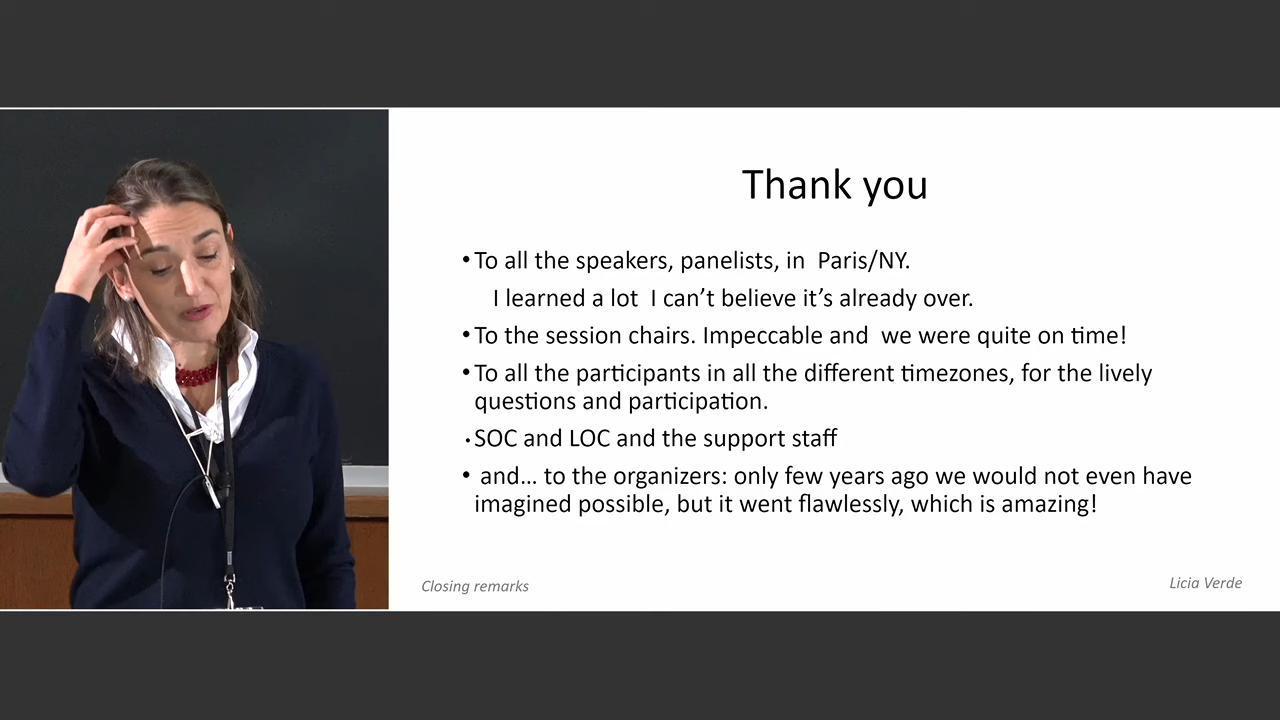 Thank you
•To all the speakers, panelists, in  Paris/NY.
I learned a lot  I can’t believe it’s already over.
•To the session chairs. Impeccable and  we were quite on time!
•To all the participants in all the different timezones, for the lively
questions and participation.
•SOC and LOC and the support staff
• and... to the organizers: only few years ago we would not even have
imagined possible, but it went flawlessly, which is amazing!
Closing remarks
Licia Verde